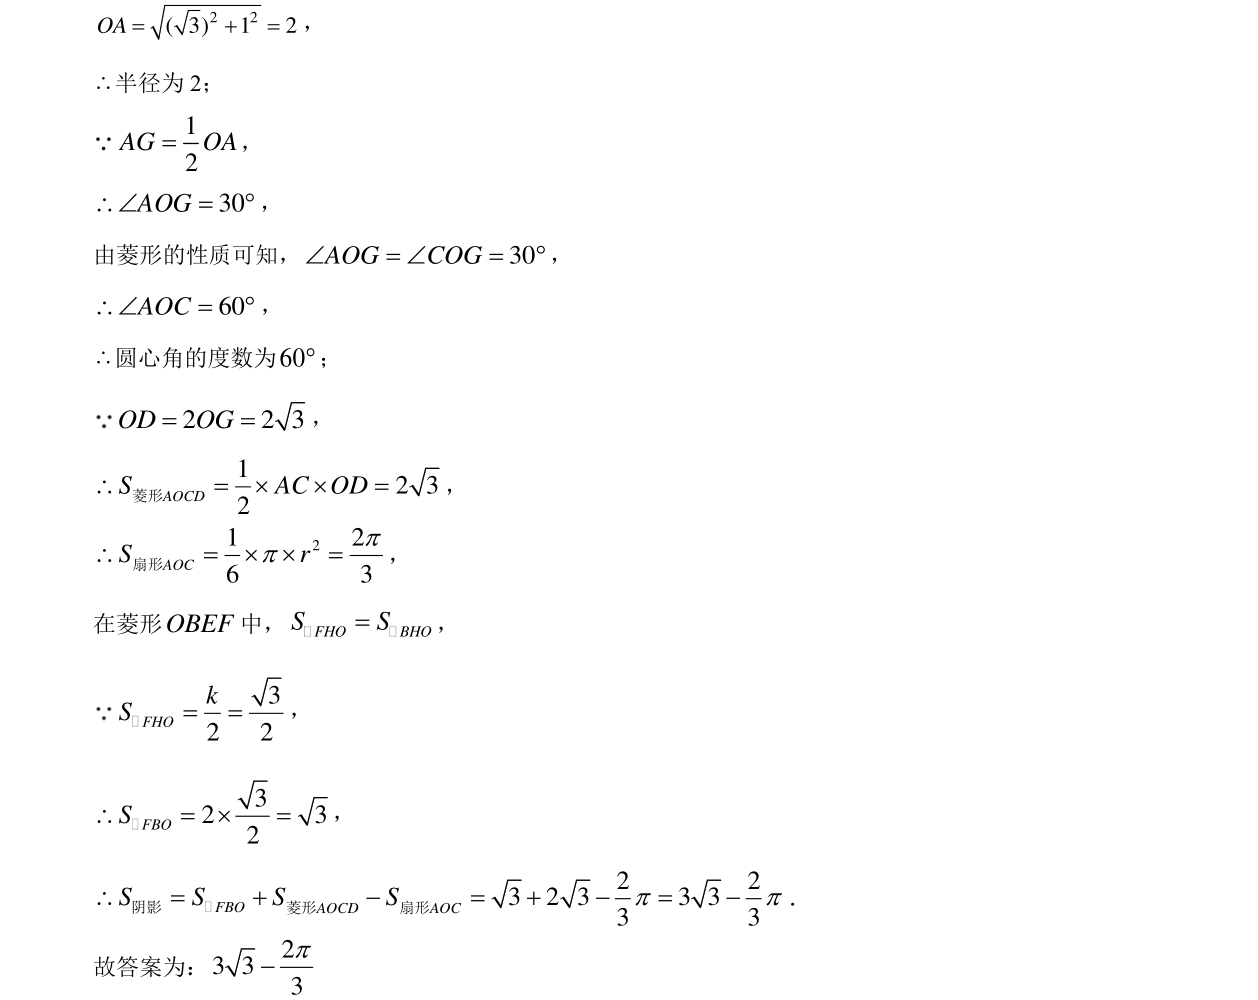 OA=√((√3)²+1²)=2，
∴半径为 2；
∵AG=1/2 OA，
∴∠AOG=30°，
由菱形的性质可知，∠AOG=∠COG=30°，
∴∠AOC=60°，
∴圆心角的度数为60°；
∵OD=2OG=2√3，
∴S菱形AOCD=1/2×AC×OD=2√3，
∴S扇形AOC=1/6×π×r²=2π/3，
在菱形OBEF 中，S□FHO=S□BHO，
∵S□FHO=k/2=√3/2，
∴S□FBO=2×√3/2=√3，
∴S阴影=S□FBO+S菱形AOCD−S扇形AOC=√3+2√3−2/3π=3√3−2/3π．
故答案为：3√3−2π/3